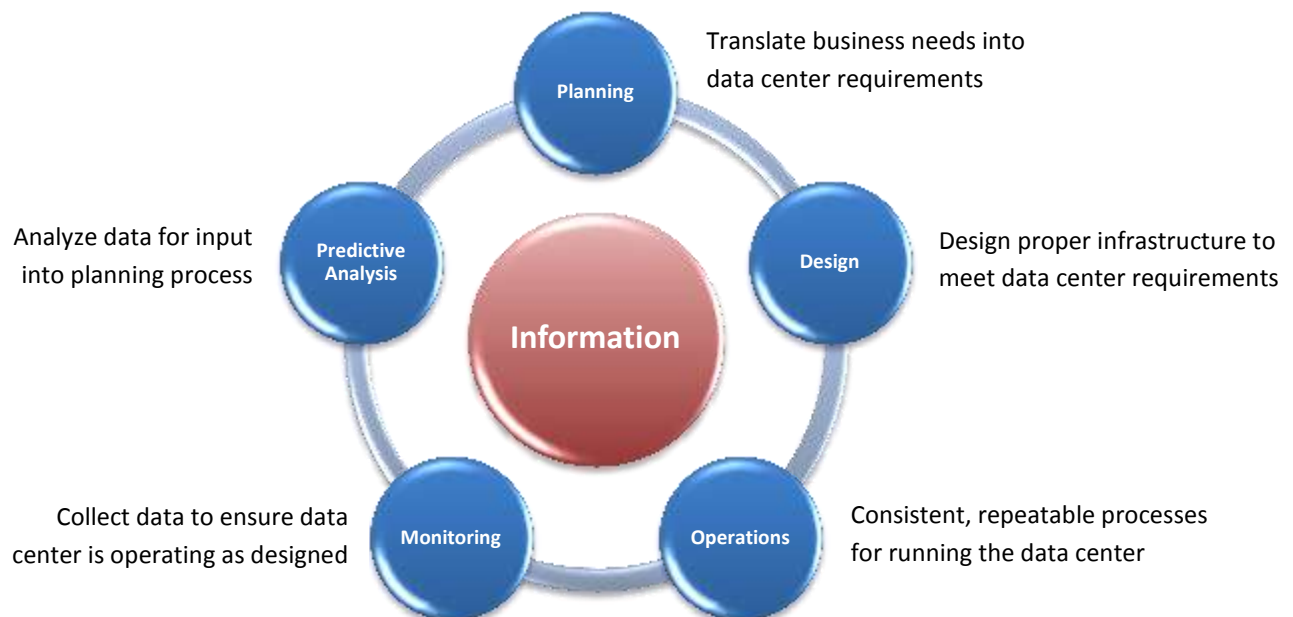 Planning
Translate business needs into
data center requirements
Design
Design proper infrastructure to
meet data center requirements
Operations
Consistent, repeatable processes
for running the data center
Monitoring
Collect data to ensure data
center is operating as designed
Predictive
Analysis
Analyze data for input
into planning process
Information